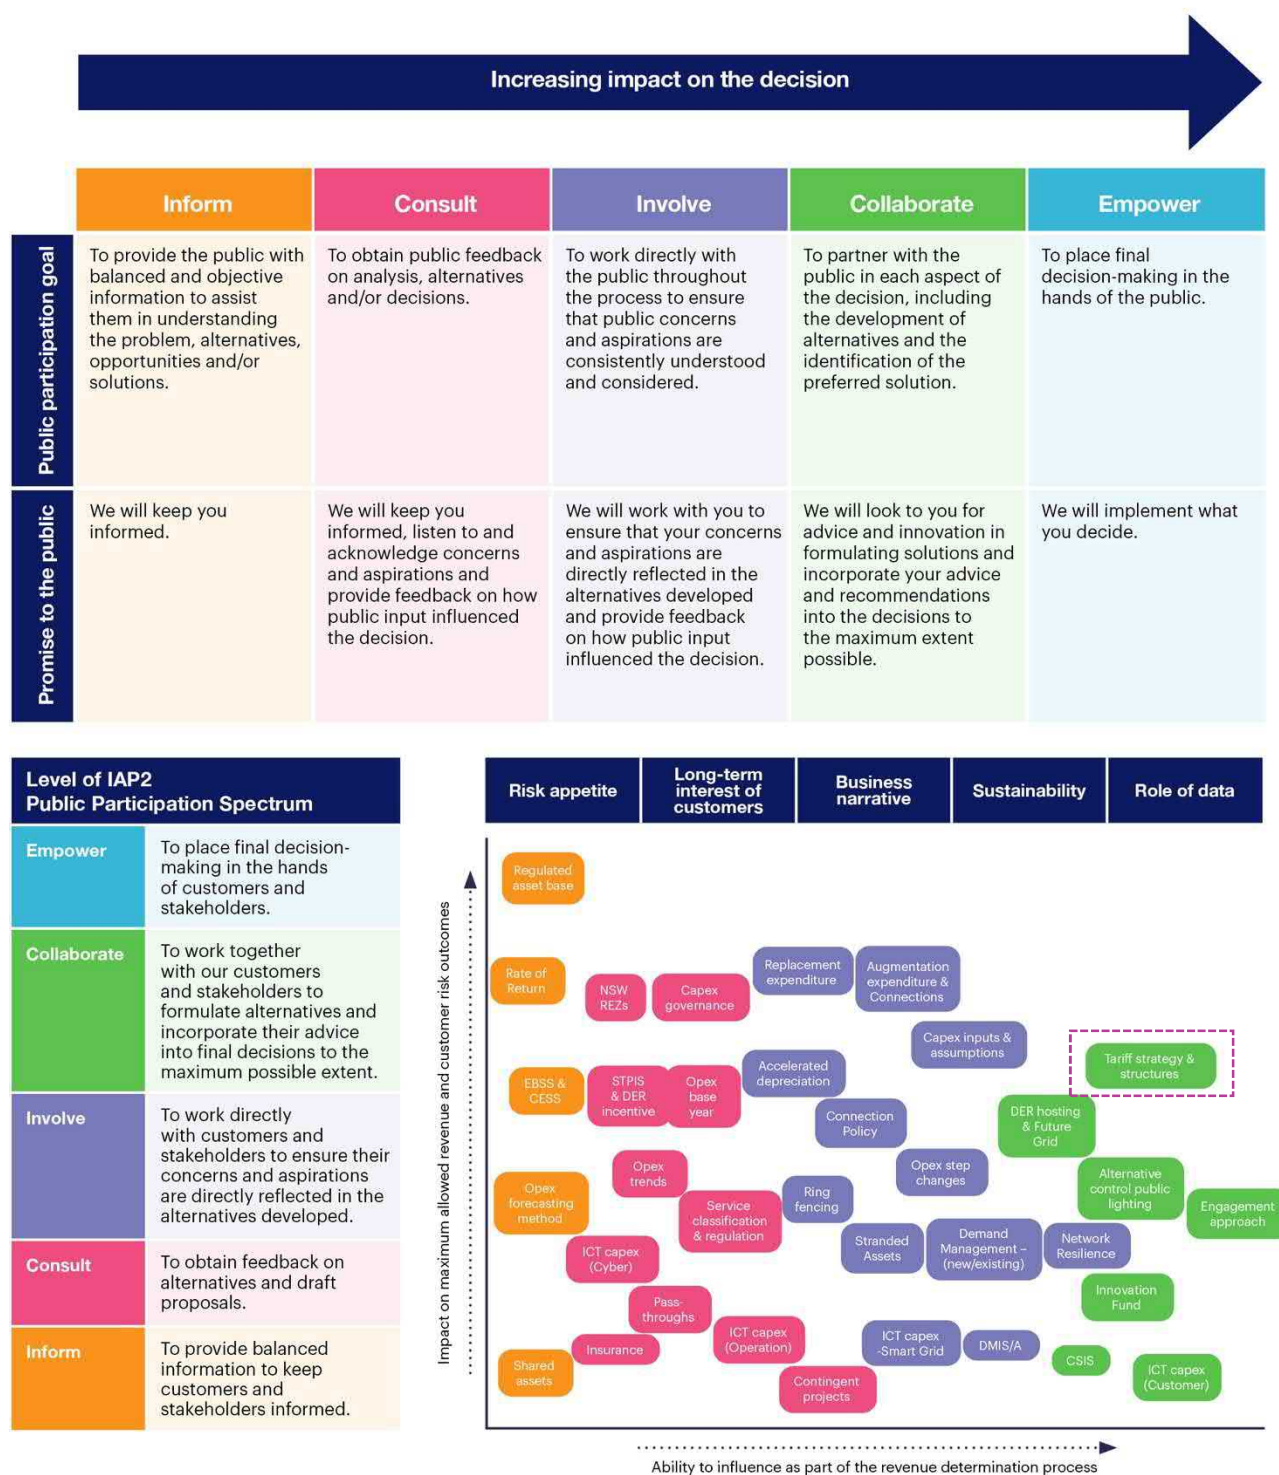 Increasing impact on the decision
Inform
Consult
Involve
Collaborate
Empower
Public participation goal
To provide the public with
balanced and objective
information to assist
them in understanding
the problem, alternatives,
opportunities and/or
solutions.
To obtain public feedback
on analysis, alternatives
and/or decisions.
To work directly with
the public throughout
the process to ensure
that public concerns
and aspirations are
consistently understood
and considered.
To partner with the
public in each aspect of
the decision, including
the development of
alternatives and the
identification of the
preferred solution.
To place final
decision-making in the
hands of the public.
Promise to the public
We will keep you
informed.
We will keep you
informed, listen to and
acknowledge concerns
and aspirations and
provide feedback on how
public input influenced
the decision.
We will work with you to
ensure that your concerns
and aspirations are
directly reflected in the
alternatives developed
and provide feedback
on how public input
influenced the decision.
We will look to you for
advice and innovation in
formulating solutions and
incorporate your advice
and recommendations
into the decisions to
the maximum extent
possible.
We will implement what
you decide.
Level of IAP2
Public Participation Spectrum
Empower
To place final decision-
making in the hands
of customers and
stakeholders.
Collaborate
To work together
with our customers
and stakeholders to
formulate alternatives and
incorporate their advice
into final decisions to the
maximum possible extent.
Involve
To work directly
with customers and
stakeholders to ensure their
concerns and aspirations
are directly reflected in the
alternatives developed.
Consult
To obtain feedback on
alternatives and draft
proposals.
Inform
To provide balanced
information to keep
customers and
stakeholders informed.
Risk appetite
Long-term
interest of
customers
Business
narrative
Sustainability
Role of data
Impact on maximum allowed revenue and customer risk outcomes
Regulated
asset base
Rate of
Return
NSW
REZs
Capex
governance
Replacement
expenditure
Augmentation
expenditure &
Connections
Capex inputs &
assumptions
Tariff strategy &
structures
EBSS &
CESS
STPIS
& DER
incentive
Opex
base
year
Accelerated
depreciation
Connection
Policy
DER hosting
& Future
Grid
Opex
trends
Opex step
changes
Alternative
control public
lighting
Opex
forecasting
method
Service
classification
& regulation
Ring
fencing
Engagement
approach
ICT capex
(Cyber)
Stranded
Assets
Demand
Management –
(new/existing)
Network
Resilience
Innovation
Fund
Pass-
throughs
Insurance
ICT capex
(Operation)
ICT capex
-Smart Grid
DMIS/A
CSIS
Shared
assets
Contingent
projects
ICT capex
(Customer)
Ability to influence as part of the revenue determination process